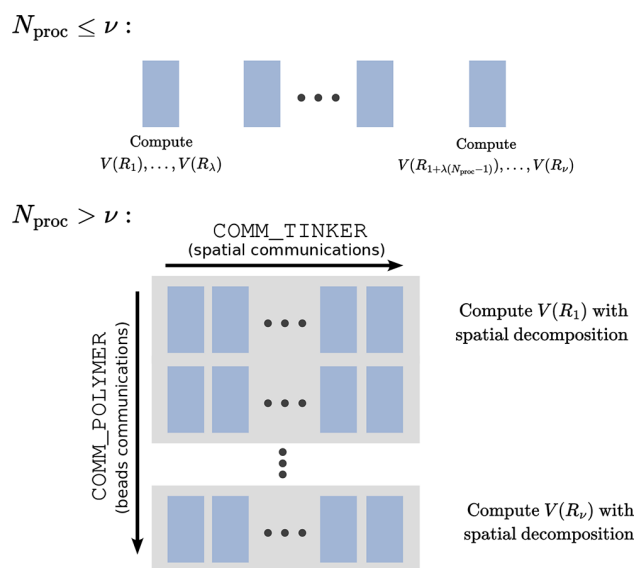 N_proc ≤ ν :
Compute
V(R_1), . . . , V(R_λ)
Compute
V(R_{1+λ(N_proc−1)}), . . . , V(R_ν)
N_proc > ν :
COMM_TINKER
(spatial communications)
COMM_POLYMER
(beads communications)
Compute V(R_1) with
spatial decomposition
Compute V(R_ν) with
spatial decomposition